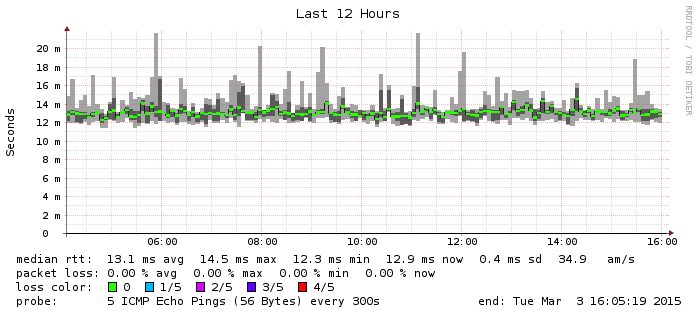 Last 12 Hours
RRDTOOL / TOBI OETIKER
Seconds
20 m
18 m
16 m
14 m
12 m
10 m
8 m
6 m
4 m
2 m
0
06:00 08:00 10:00 12:00 14:00 16:00
median rtt: 13.1 ms avg 14.5 ms max 12.3 ms min 12.9 ms now 0.4 ms sd 34.9 am/s
packet loss: 0.00 % avg 0.00 % max 0.00 % min 0.00 % now
loss color: 0 1/5 2/5 3/5 4/5
probe: 5 ICMP Echo Pings (56 Bytes) every 300s end: Tue Mar 3 16:05:19 2015